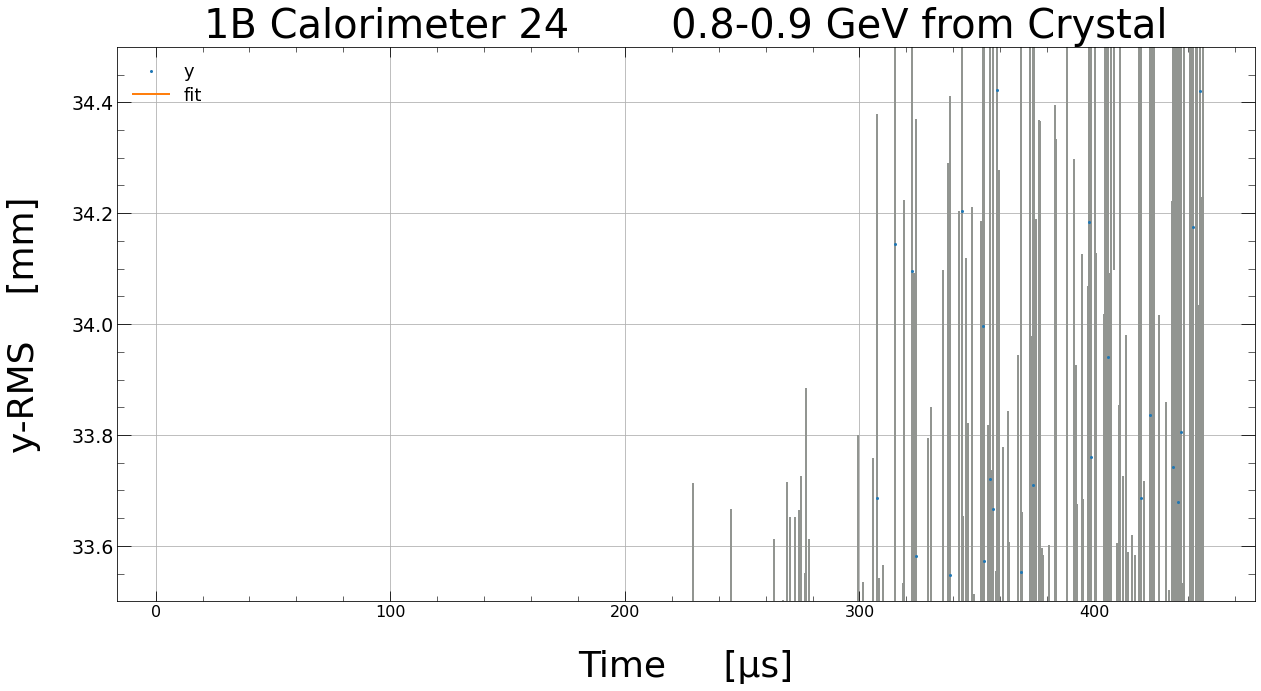 1B Calorimeter 24 0.8-0.9 GeV from Crystal
y
fit
34.4
34.2
34.0
33.8
33.6
y-RMS [mm]
0 100 200 300 400
Time [µs]